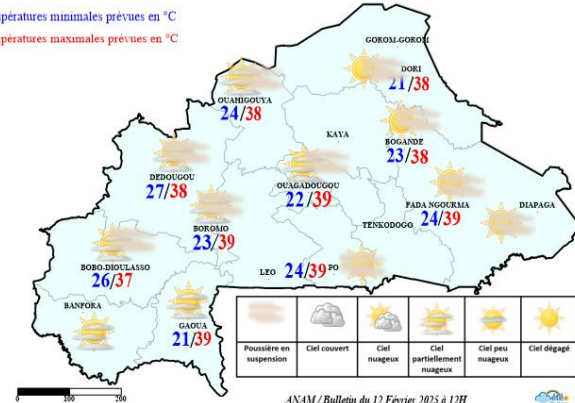 pératures minimales prévues en °C
pératures maximales prévues en °C
GOROM-GOROM
DORI
21/38
OUAHIGOUYA
24/38
KAYA
BOGANDE
23/38
DEDOUGOU
27/38
OUAGADOUGOU
22/39
FADA NGOURMA
24/39
DIAPAGA
BOROMO
23/39
TENKODOGO
BOBO-DIOULASSO
26/37
LEO
24/39 PO
BANFORA
GAOUA
21/39
Poussière en suspension
Ciel couvert
Ciel nuageux
Ciel partiellement nuageux
Ciel peu nuageux
Ciel dégagé
0 100 200
ANAM / Bulletin du 12 Février 2025 à 12H